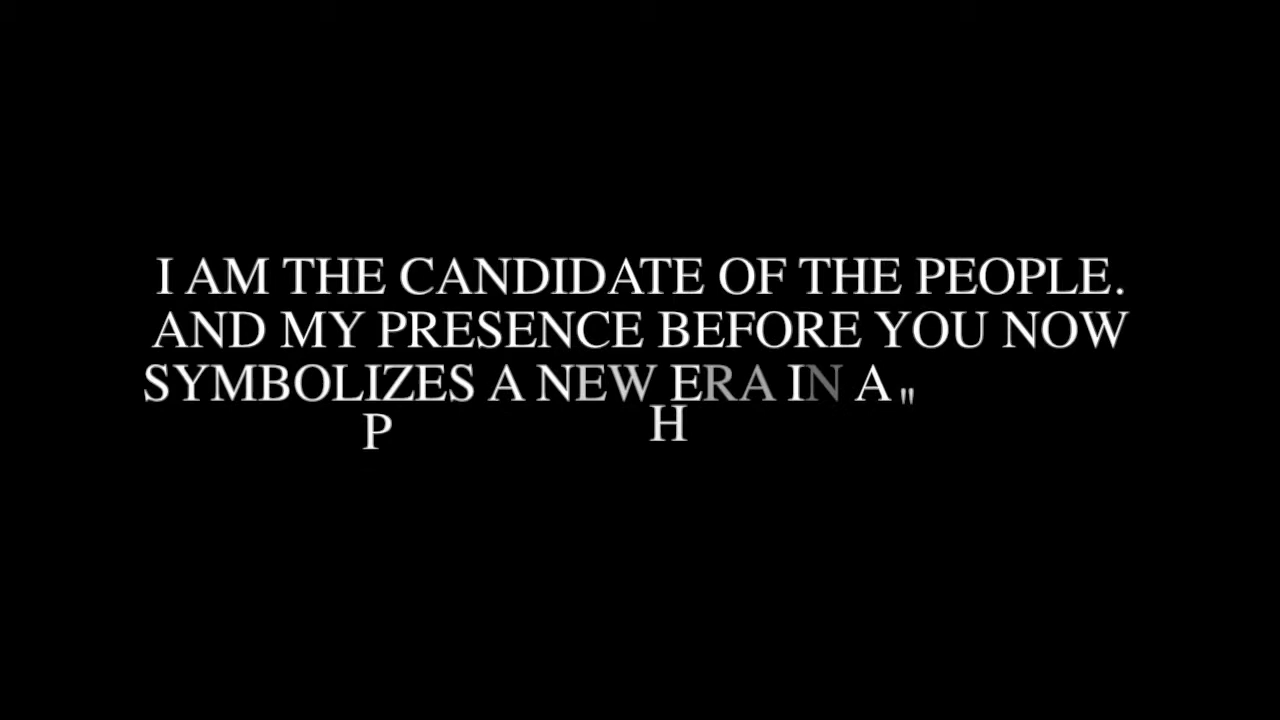 I AM THE CANDIDATE OF THE PEOPLE.
AND MY PRESENCE BEFORE YOU NOW
SYMBOLIZES A NEW ERA IN A "
P H